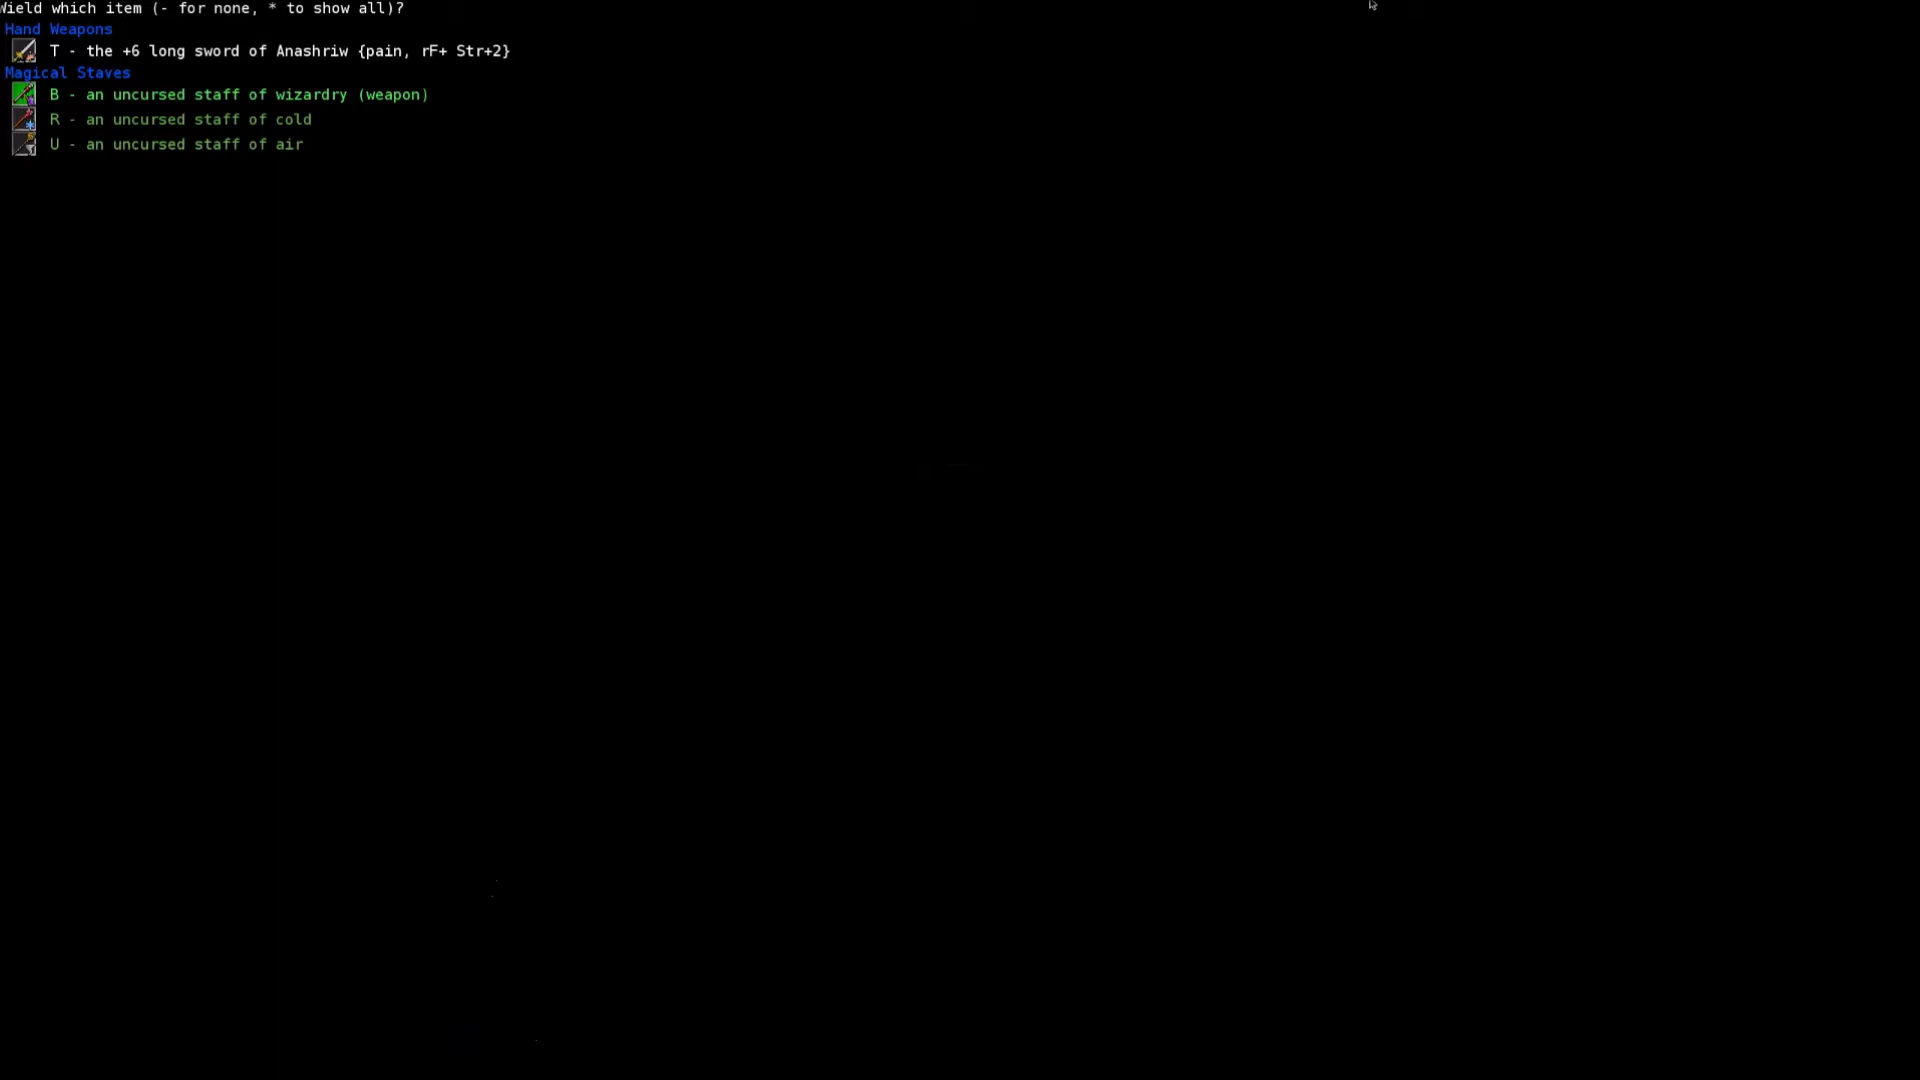 Wield which item (- for none, * to show all)?
Hand Weapons
T - the +6 long sword of Anashriw {pain, rF+ Str+2}
Magical Staves
B - an uncursed staff of wizardry (weapon)
R - an uncursed staff of cold
U - an uncursed staff of air